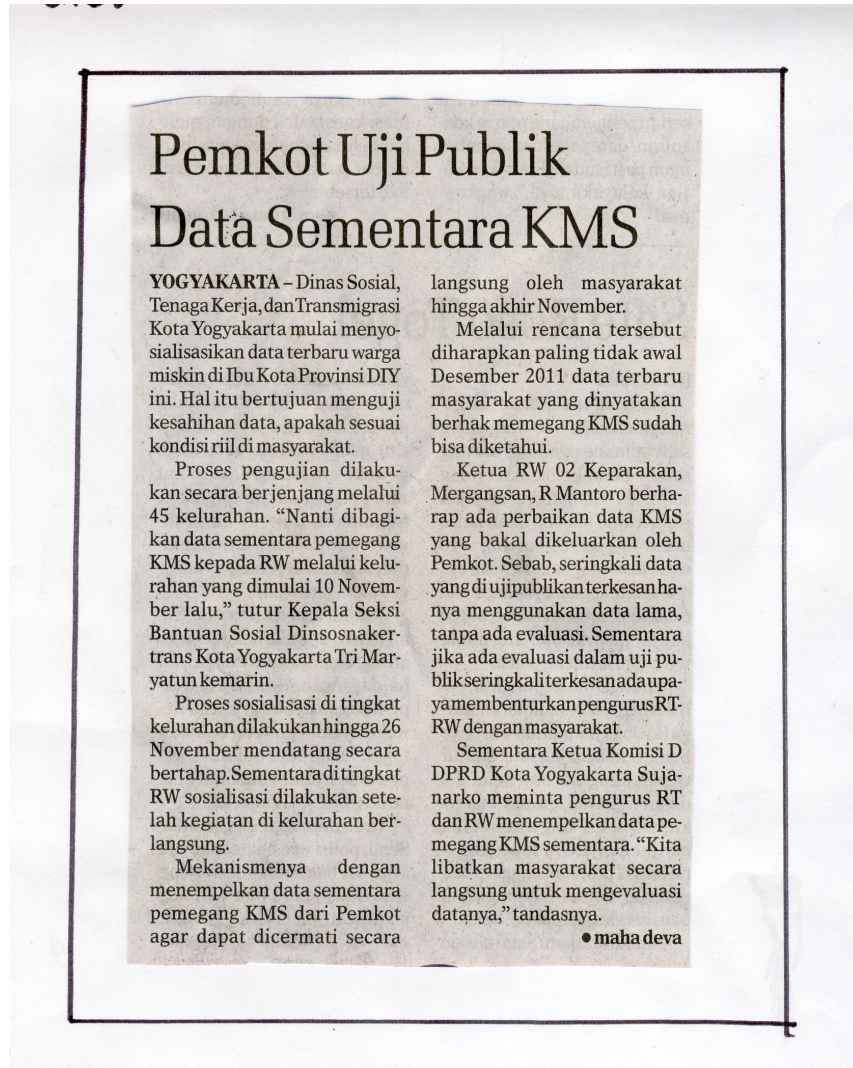 Pemkot Uji Publik
Data Sementara KMS
YOGYAKARTA – Dinas Sosial,
Tenaga Kerja, dan Transmigrasi
Kota Yogyakarta mulai menyo-
sialisasikan data terbaru warga
miskin di Ibu Kota Provinsi DIY
ini. Hal itu bertujuan menguji
kesahihan data, apakah sesuai
kondisi riil di masyarakat.
Proses pengujian dilaku-
kan secara berjenjang melalui
45 kelurahan. “Nanti dibagi-
kan data sementara pemegang
KMS kepada RW melalui kelu-
rahan yang dimulai 10 Novem-
ber lalu,” tutur Kepala Seksi
Bantuan Sosial Dinsosnaker-
trans Kota Yogyakarta Tri Mar-
yatun kemarin.
Proses sosialisasi di tingkat
kelurahan dilakukan hingga 26
November mendatang secara
bertahap. Sementara di tingkat
RW sosialisasi dilakukan sete-
lah kegiatan di kelurahan ber-
langsung.
Mekanismenya dengan
menempelkan data sementara
pemegang KMS dari Pemkot
agar dapat dicermati secara
langsung oleh masyarakat
hingga akhir November.
Melalui rencana tersebut
diharapkan paling tidak awal
Desember 2011 data terbaru
masyarakat yang dinyatakan
berhak memegang KMS sudah
bisa diketahui.
Ketua RW 02 Keparakan,
Mergangsan, R Mantoro berha-
rap ada perbaikan data KMS
yang bakal dikeluarkan oleh
Pemkot. Sebab, seringkali data
yang di ujipublikan terkesan ha-
nya menggunakan data lama,
tanpa ada evaluasi. Sementara
jika ada evaluasi dalam uji pu-
blik seringkali terkesan ada upa-
ya membenturkan pengurus RT-
RW dengan masyarakat.
Sementara Ketua Komisi D
DPRD Kota Yogyakarta Suja-
narko meminta pengurus RT
dan RW menempelkan data pe-
megang KMS sementara. “Kita
libatkan masyarakat secara
langsung untuk mengevaluasi
datanya,” tandasnya.
● maha deva